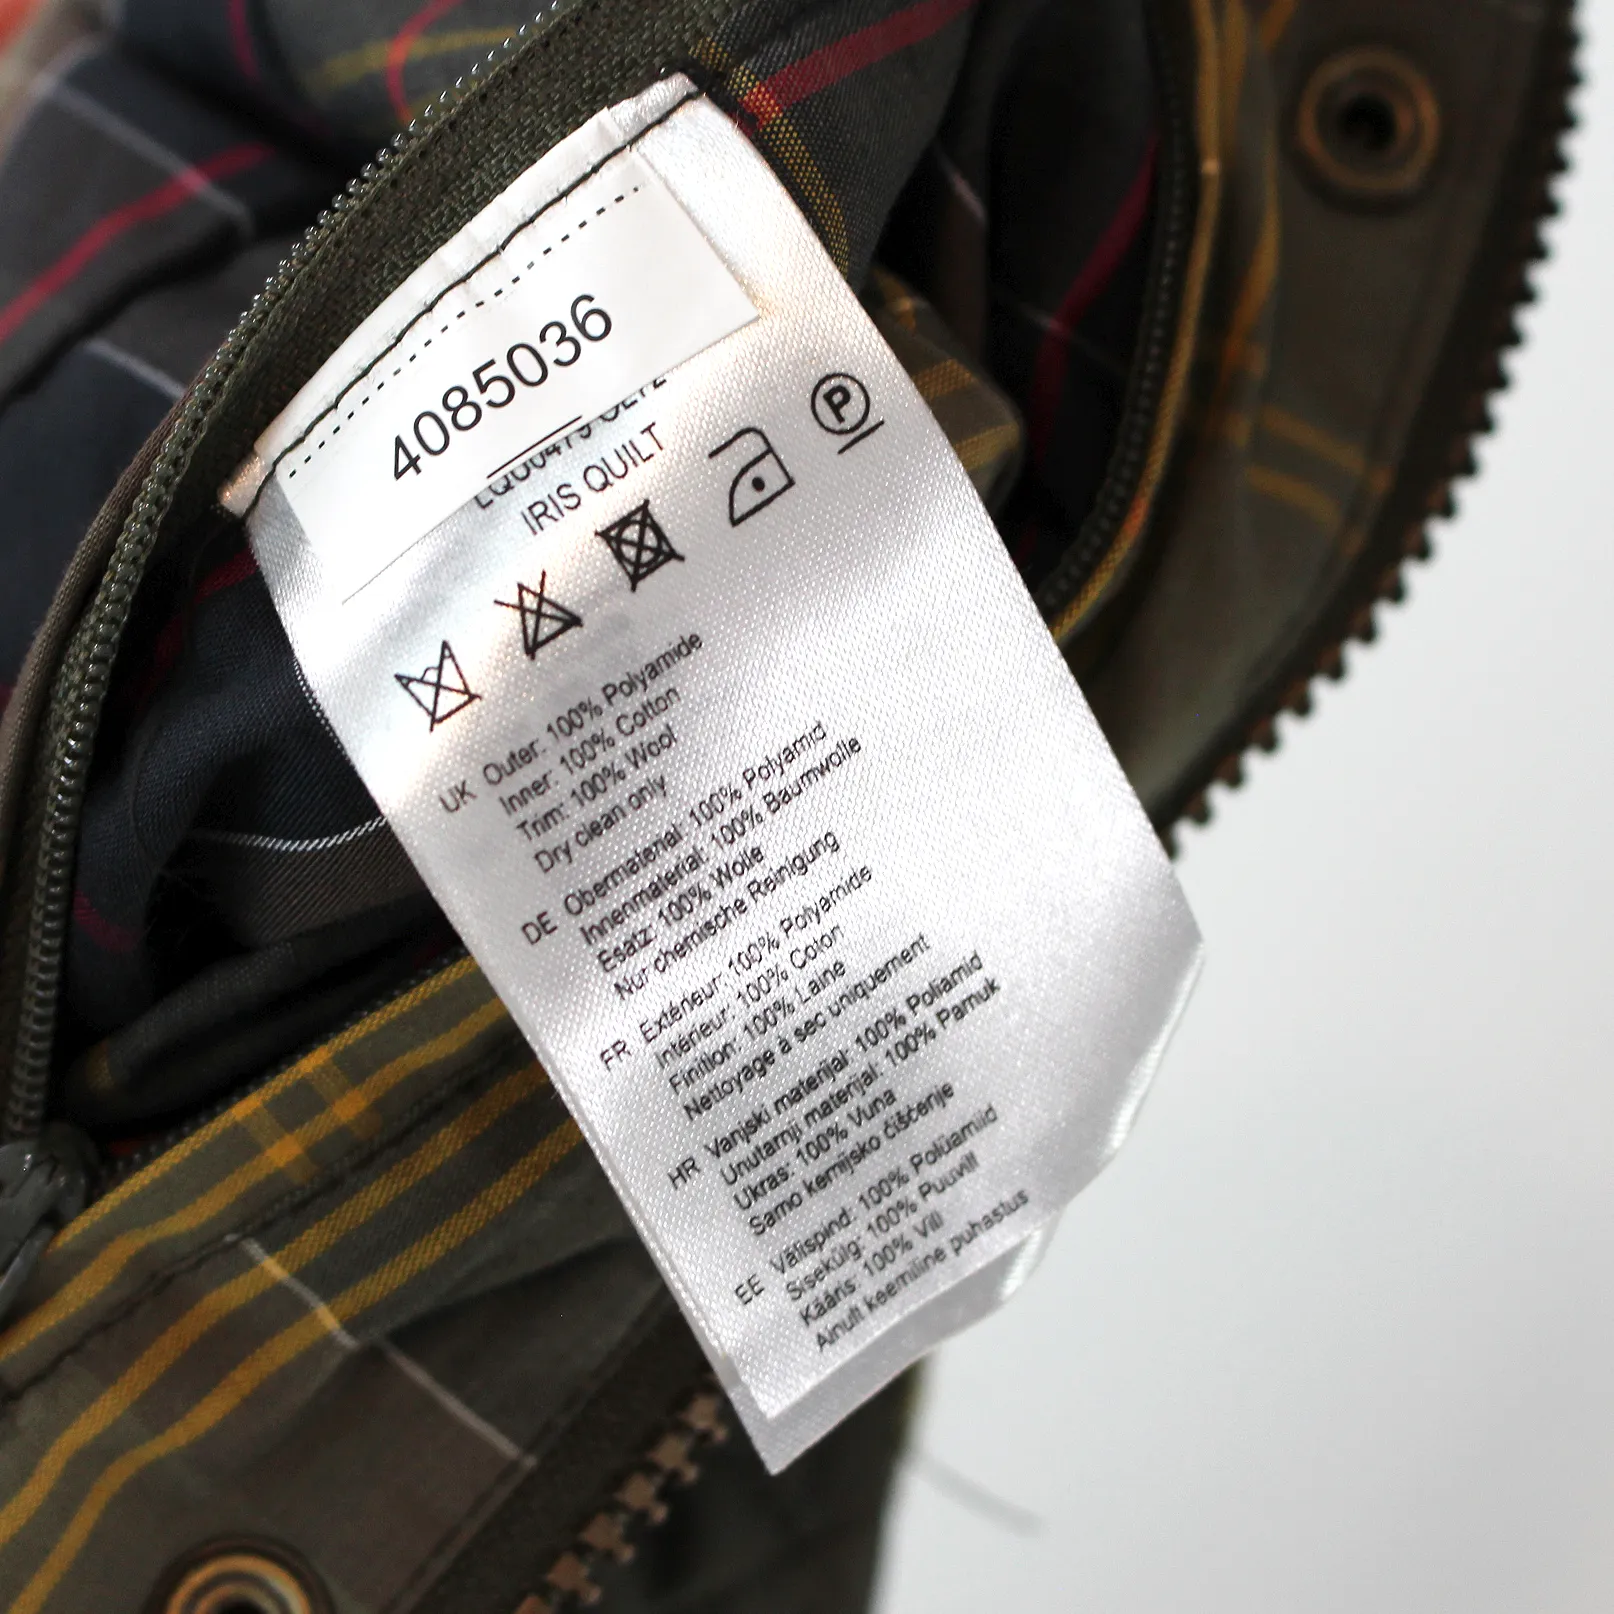 4085036
IRIS QUILT
P
UK Outer: 100% Polyamide
Inner: 100% Cotton
Trim: 100% Wool
Dry clean only
DE Obermaterial: 100% Polyamid
Innenmaterial: 100% Baumwolle
Esatz: 100% Wolle
Nur chemische Reinigung
FR Extérieur: 100% Polyamide
Intérieur: 100% Coton
Finition: 100% Laine
Nettoyage à sec uniquement
HR Vanjski materijal: 100% Poliamid
Unutarnji materijal: 100% Pamuk
Ukras: 100% Vuna
Samo kemijsko čišćenje
EE Välispind: 100% Polüamiid
Sisekülg: 100% Puuvill
Kääris: 100% Vill
Ainult keemiline puhastus